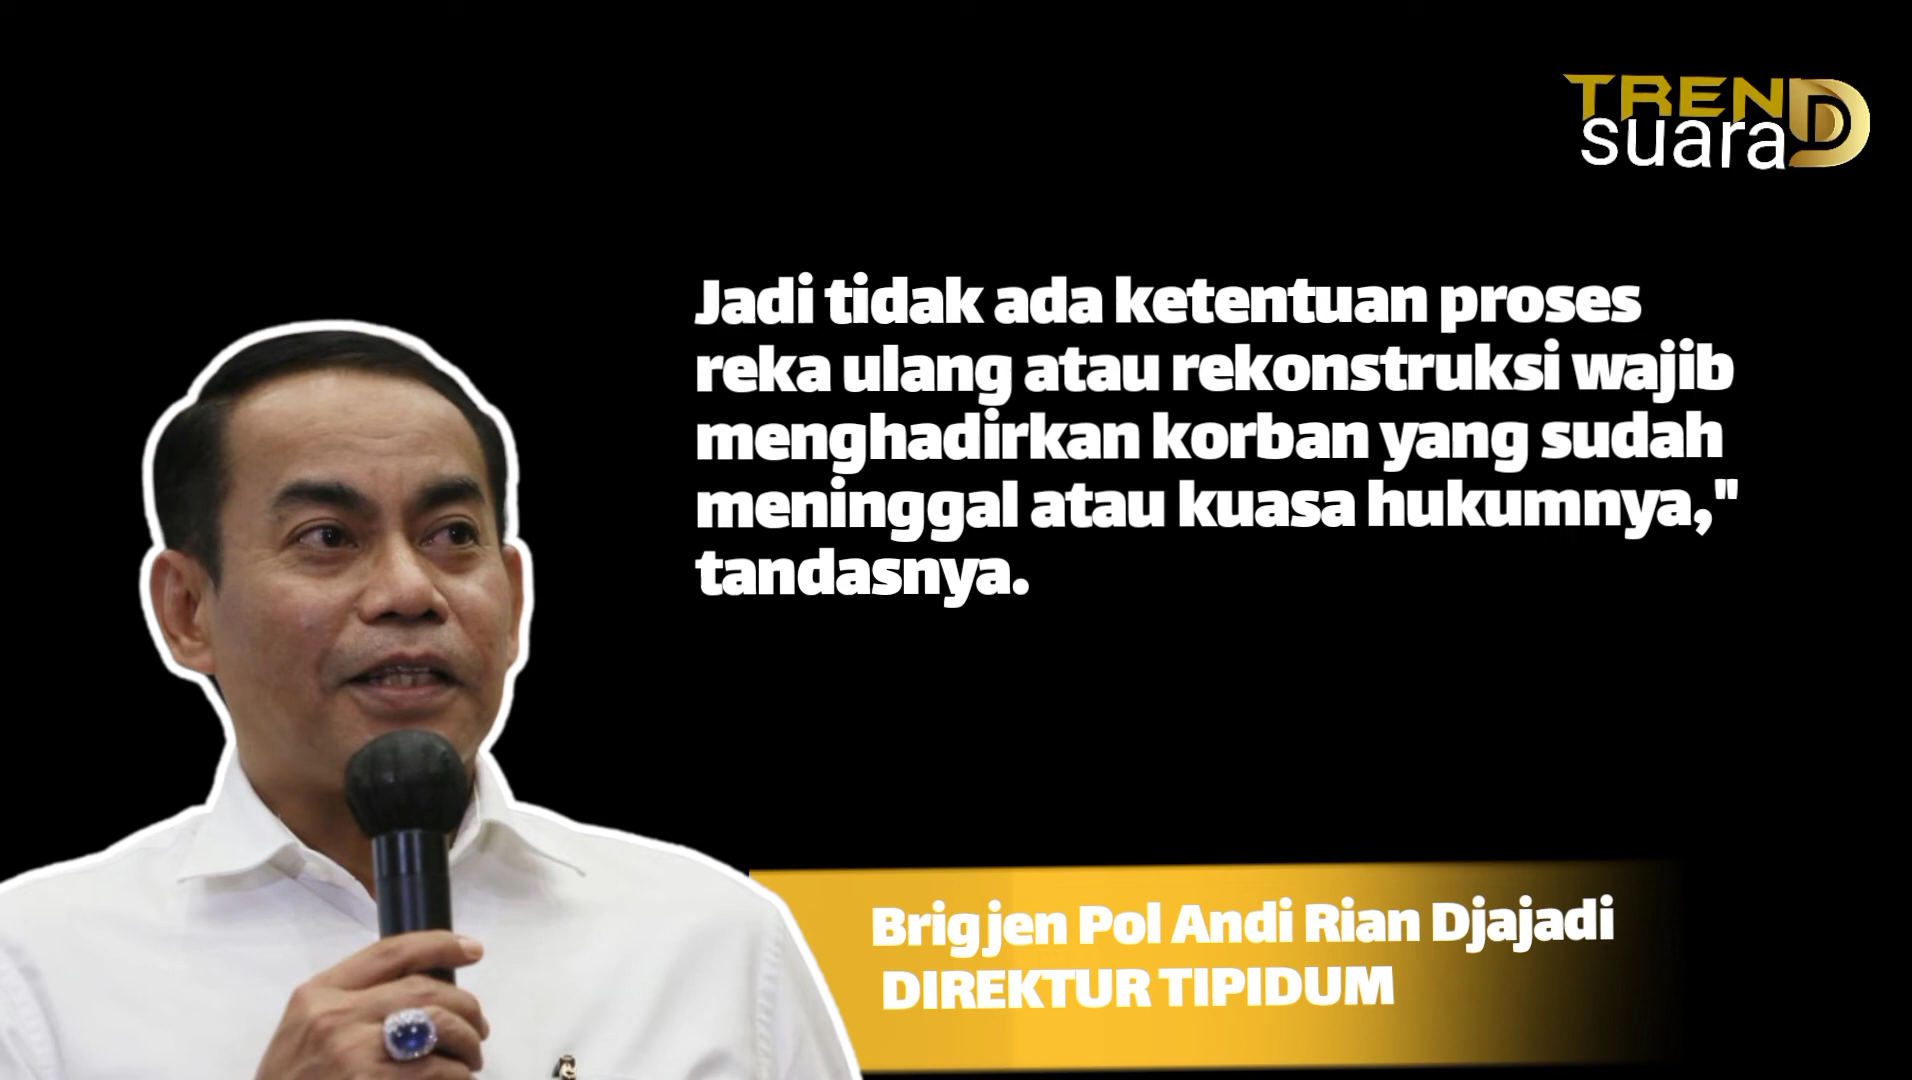 TREND
suara
Jadi tidak ada ketentuan proses
reka ulang atau rekonstruksi wajib
menghadirkan korban yang sudah
meninggal atau kuasa hukumnya,"
tandasnya.
Brigjen Pol Andi Rian Djajadi
DIREKTUR TIPIDUM